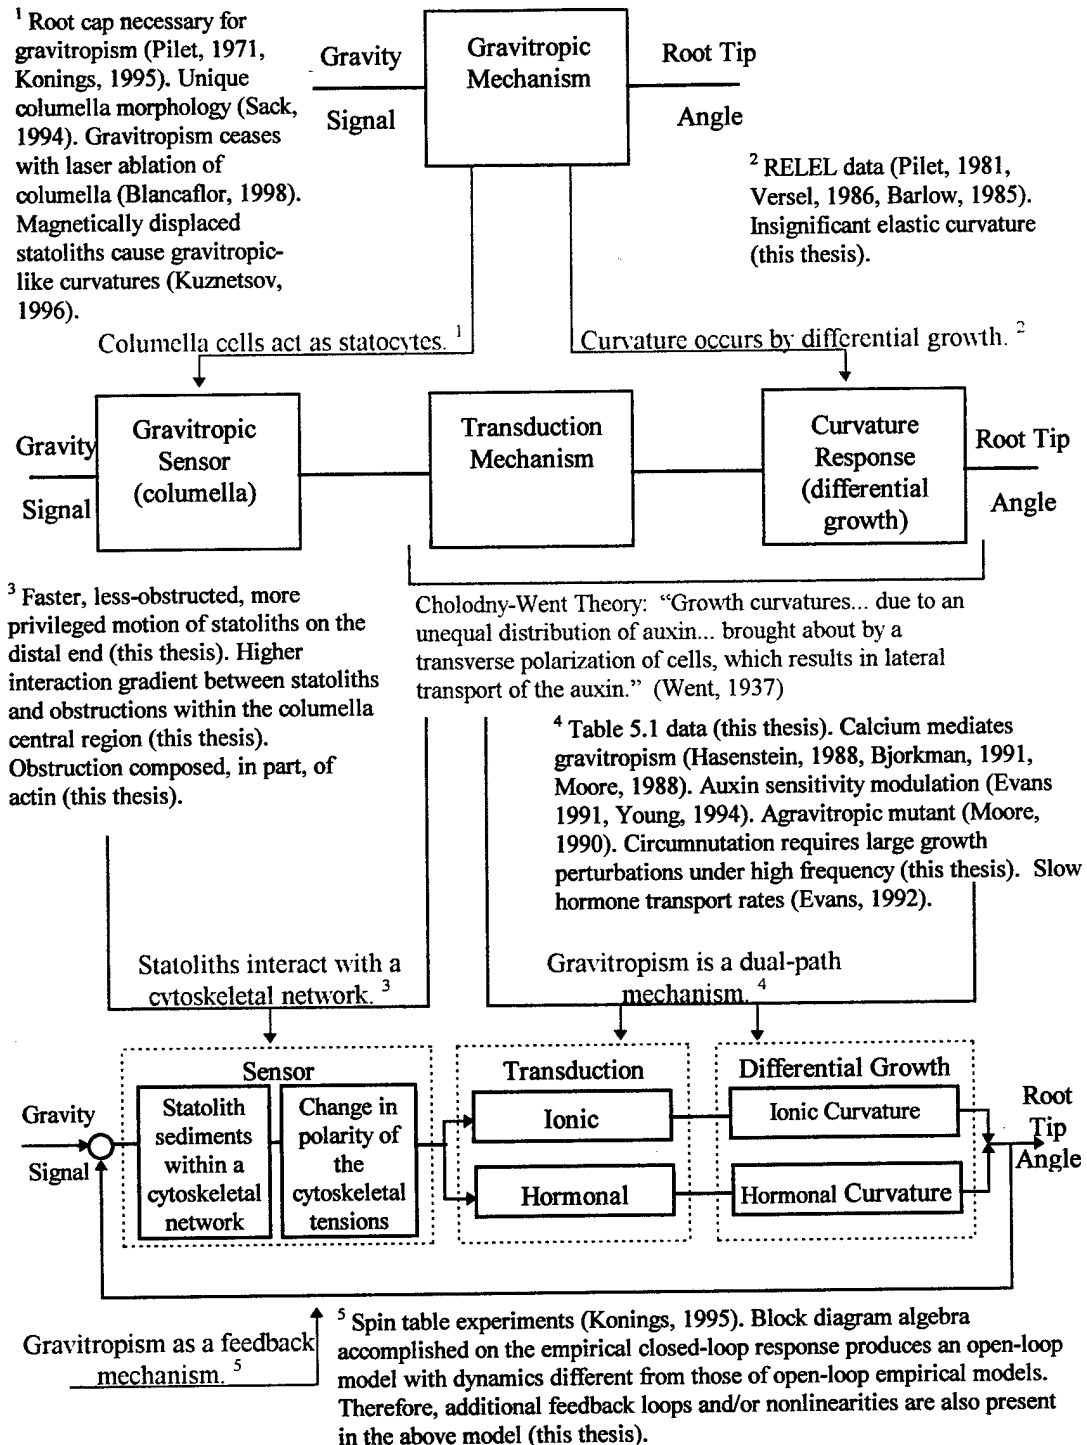 ¹ Root cap necessary for
gravitropism (Pilet, 1971,
Konings, 1995). Unique
columella morphology (Sack,
1994). Gravitropism ceases
with laser ablation of
columella (Blancaflor, 1998).
Magnetically displaced
statoliths cause gravitropic-
like curvatures (Kuznetsov,
1996).
Gravity
Signal
Gravitropic
Mechanism
Root Tip
Angle
² RELEL data (Pilet, 1981,
Versel, 1986, Barlow, 1985).
Insignificant elastic curvature
(this thesis).
Columella cells act as statocytes. ¹
Curvature occurs by differential growth. ²
Gravity
Signal
Gravitropic
Sensor
(columella)
Transduction
Mechanism
Curvature
Response
(differential
growth)
Root Tip
Angle
³ Faster, less-obstructed, more
privileged motion of statoliths on the
distal end (this thesis). Higher
interaction gradient between statoliths
and obstructions within the columella
central region (this thesis).
Obstruction composed, in part, of
actin (this thesis).
Cholodny-Went Theory: “Growth curvatures... due to an
unequal distribution of auxin... brought about by a
transverse polarization of cells, which results in lateral
transport of the auxin.” (Went, 1937)
⁴ Table 5.1 data (this thesis). Calcium mediates
gravitropism (Hasenstein, 1988, Bjorkman, 1991,
Moore, 1988). Auxin sensitivity modulation (Evans
1991, Young, 1994). Agravitropic mutant (Moore,
1990). Circumnutation requires large growth
perturbations under high frequency (this thesis). Slow
hormone transport rates (Evans, 1992).
Statoliths interact with a
cytoskeletal network. ³
Gravitropism is a dual-path
mechanism. ⁴
Sensor
Transduction
Differential Growth
Gravity
Signal
Statolith
sediments
within a
cytoskeletal
network
Change in
polarity of
the
cytoskeletal
tensions
Ionic
Hormonal
Ionic Curvature
Hormonal Curvature
Root
Tip
Angle
Gravitropism as a feedback
mechanism. ⁵
⁵ Spin table experiments (Konings, 1995). Block diagram algebra
accomplished on the empirical closed-loop response produces an open-loop
model with dynamics different from those of open-loop empirical models.
Therefore, additional feedback loops and/or nonlinearities are also present
in the above model (this thesis).